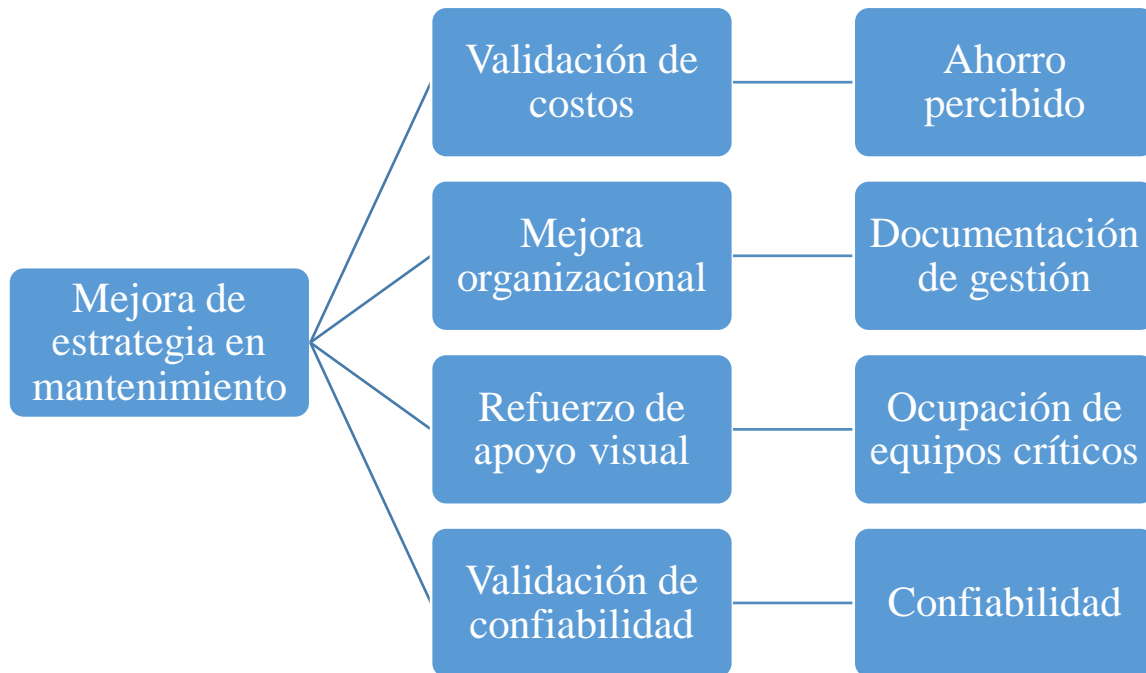 Mejora de
estrategia en
mantenimiento
Validación de
costos
Ahorro
percibido
Mejora
organizacional
Documentación
de gestión
Refuerzo de
apoyo visual
Ocupación de
equipos críticos
Validación de
confiabilidad
Confiabilidad